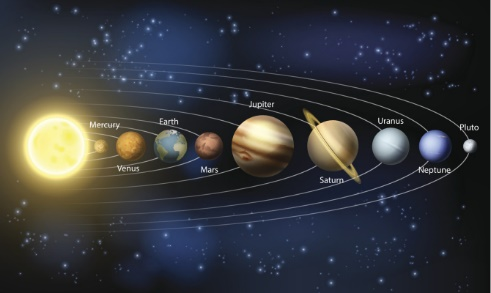 Mercury
Venus
Earth
Mars
Jupiter
Saturn
Uranus
Neptune
Pluto